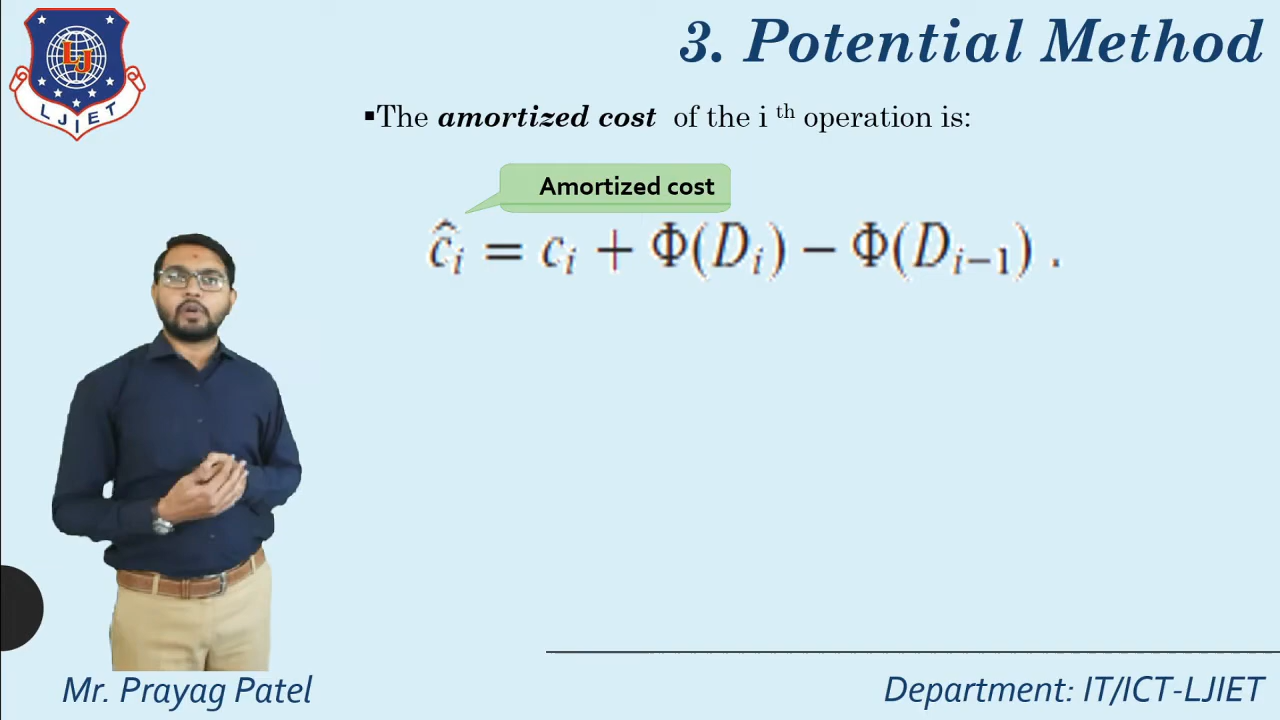 LJ
LJIET
3. Potential Method
▪The amortized cost of the i th operation is:
Amortized cost
ĉᵢ = cᵢ + Φ(Dᵢ) − Φ(Dᵢ₋₁) .
Mr. Prayag Patel
Department: IT/ICT-LJIET